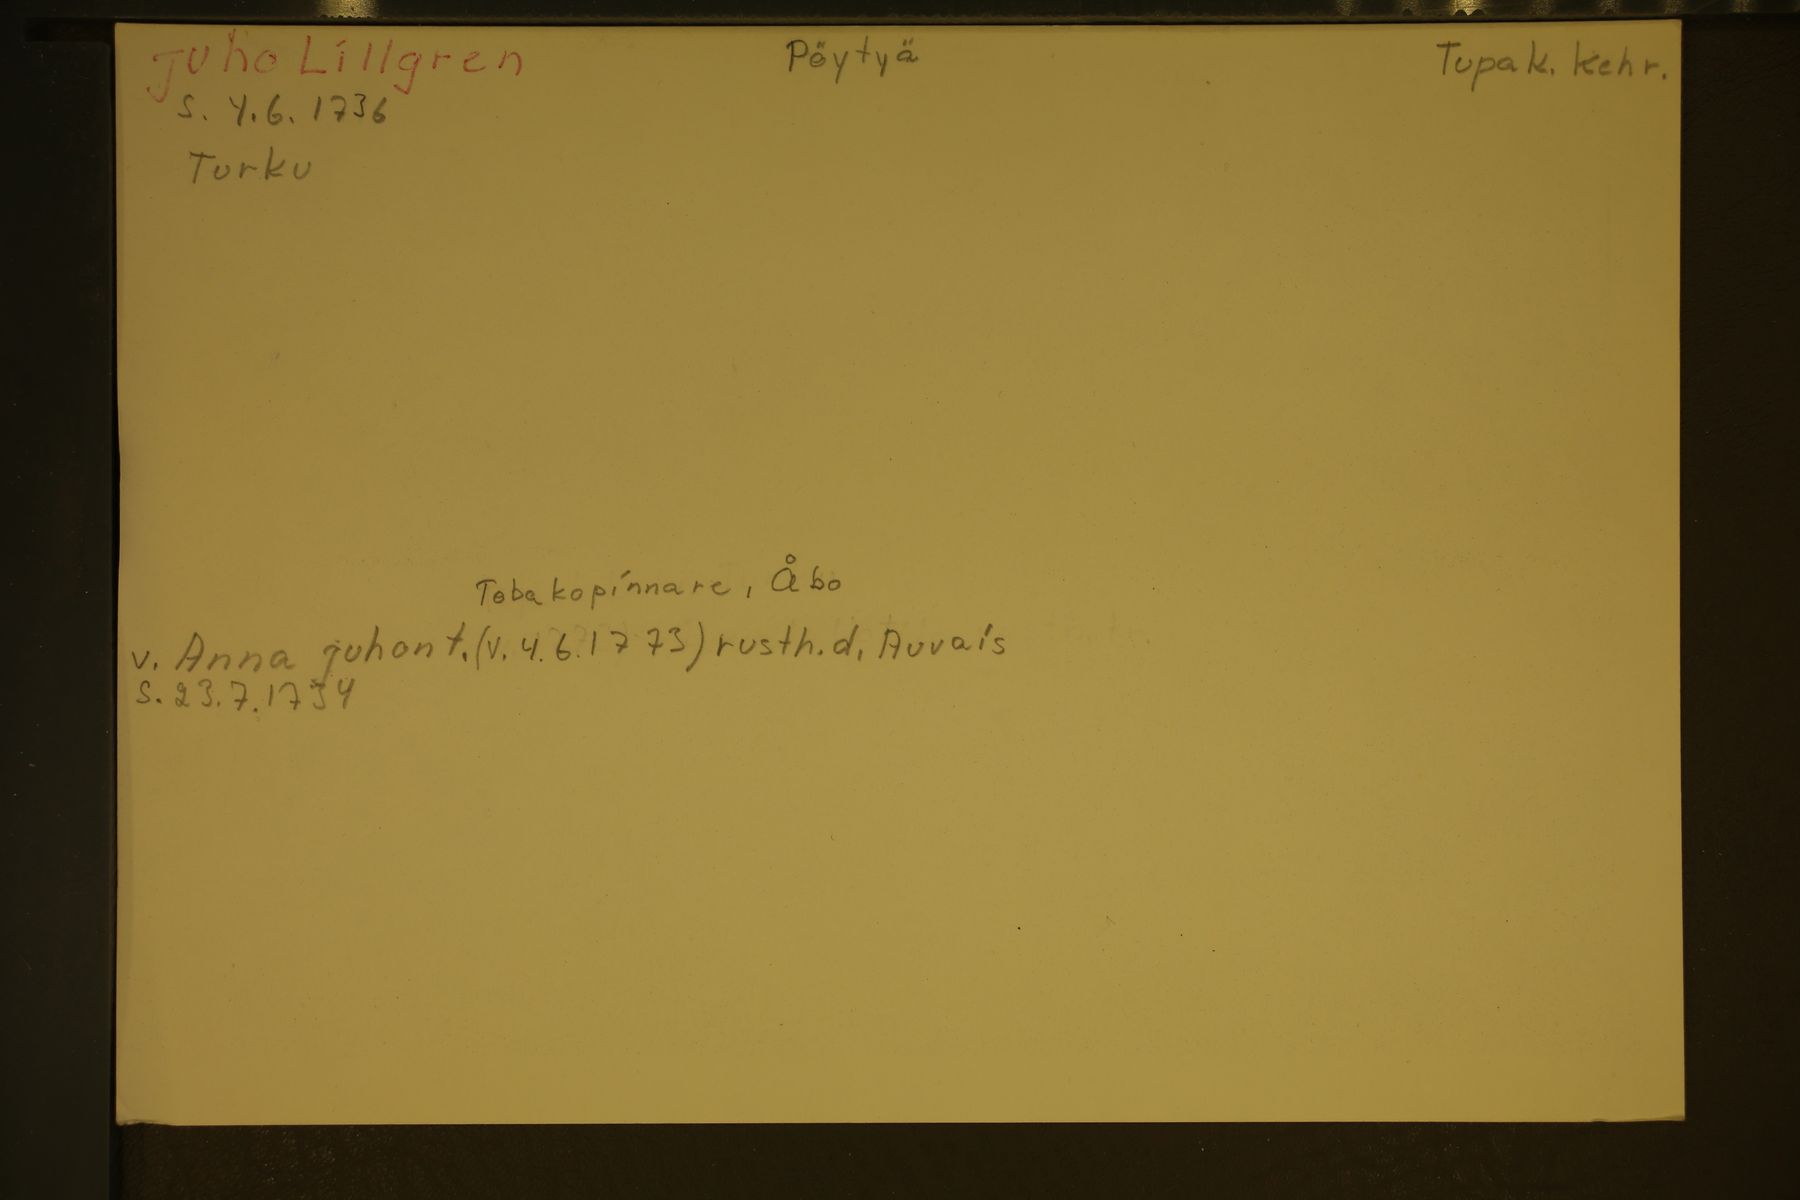 Juho Lillgren Pöytyä Tupak. kehr.
s. 4.6. 1736
Turku
Tobakopinnare, Åbo
v. Anna Juhont. (v. 4.6.1773) rusth. d. Auvais
s. 23.7.1734